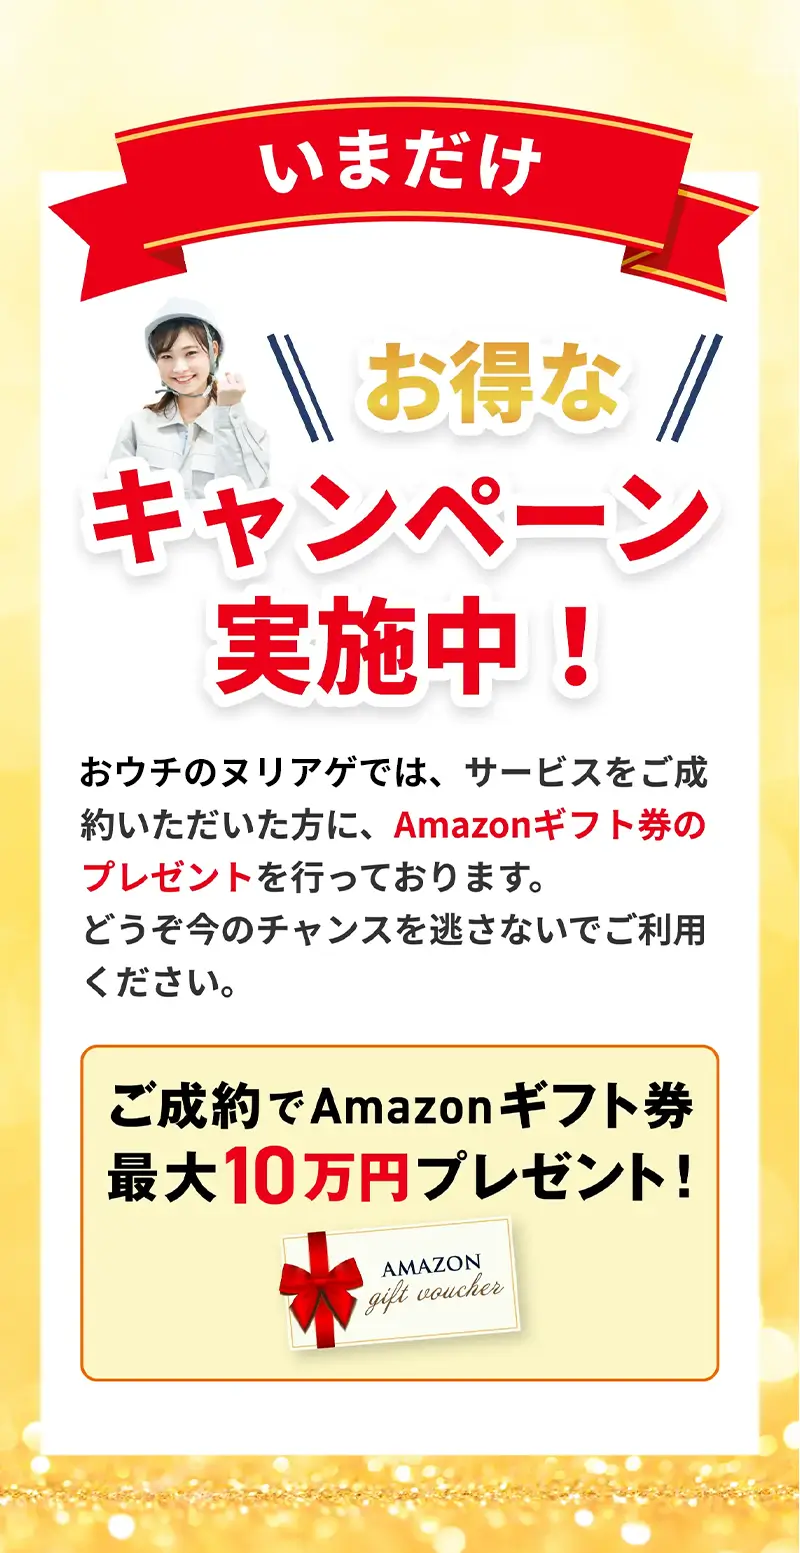 いまだけ
お得な
キャンペーン
実施中！
おウチのヌリアゲでは、サービスをご成
約いただいた方に、Amazonギフト券の
プレゼントを行っております。
どうぞ今のチャンスを逃さないでご利用
ください。
ご成約でAmazonギフト券
最大10万円プレゼント！
AMAZON
gift voucher